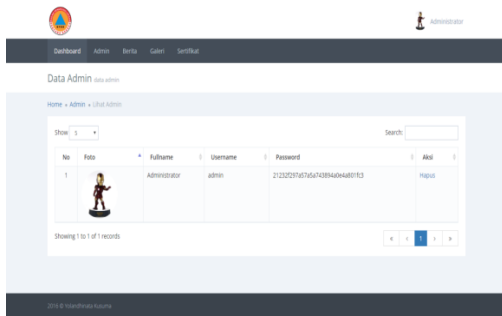 Administrator
Dashboard Admin Berita Galeri Sertifikat
Data Admin data admin
Home » Admin » Lihat Admin
Show 5 Search:
No Foto Fullname Username Password Aksi
1 Administrator admin 21232f297a57a5a743894a0e4a801fc3 Hapus
Showing 1 to 1 of 1 records
« ‹ 1 › »
2016 ©